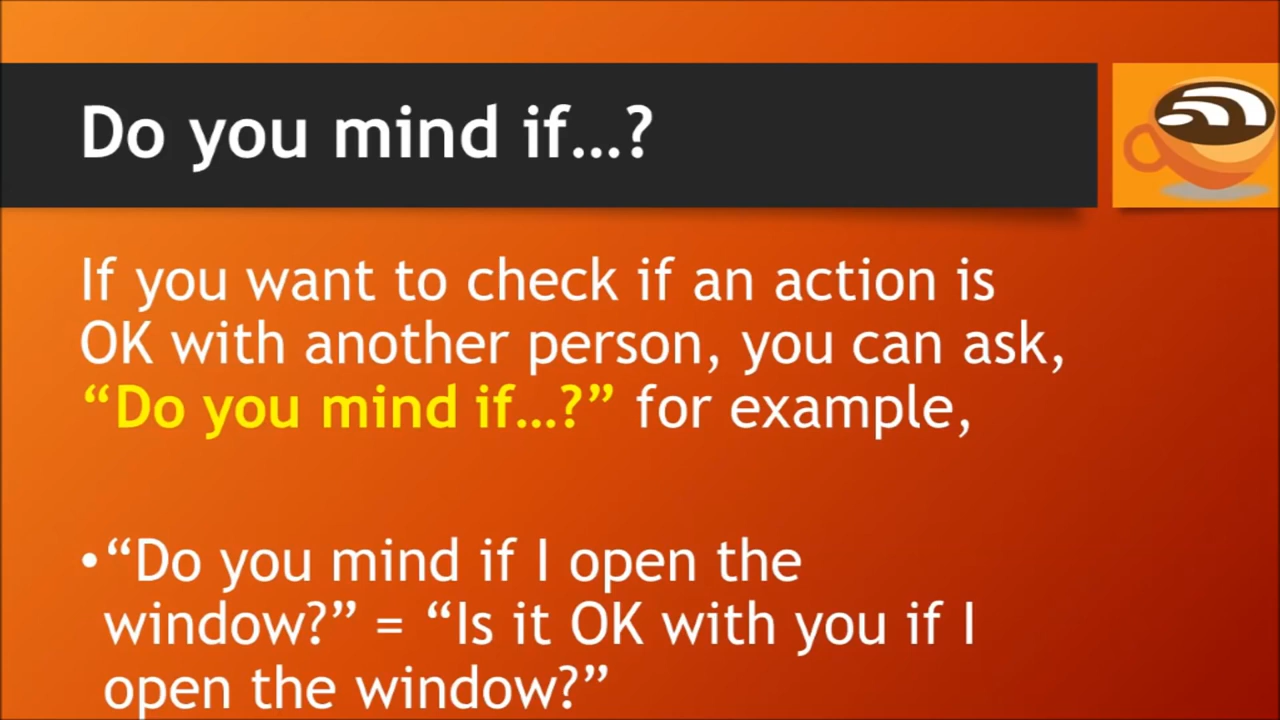 Do you mind if...?
If you want to check if an action is
OK with another person, you can ask,
“Do you mind if...?” for example,
•“Do you mind if I open the
window?” = “Is it OK with you if I
open the window?”